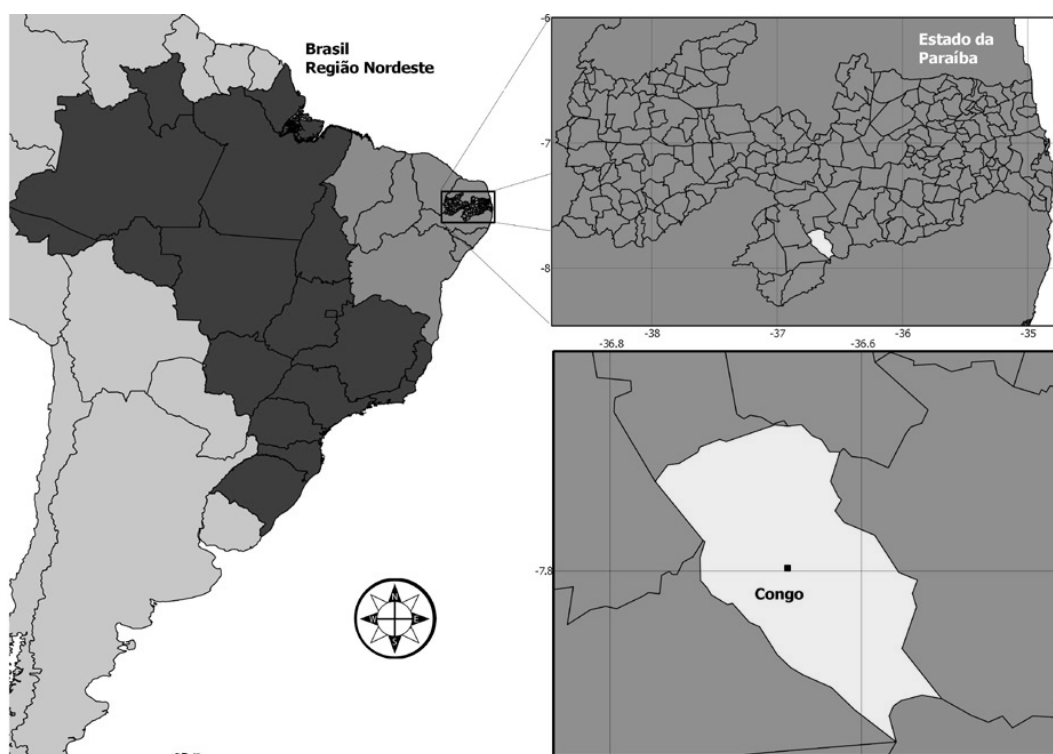 Brasil
Região Nordeste
Estado da
Paraíba
-6
-7
-8
-38
-37
-36
-35
-36.8
-36.6
-7.8
Congo
N
W
E
S